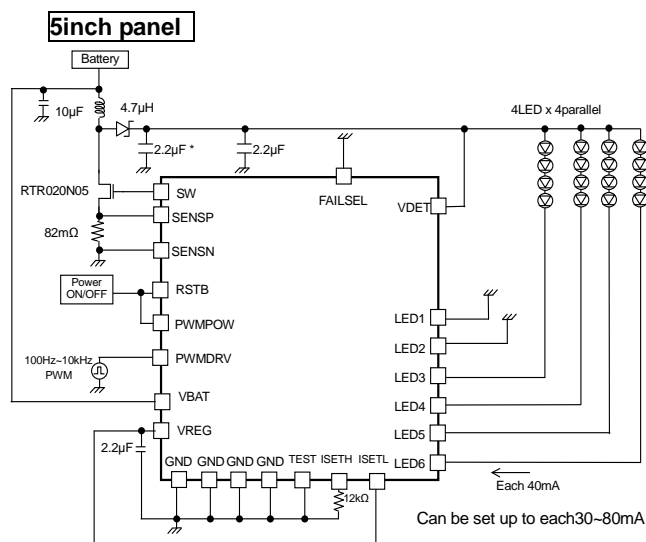 5inch panel
Battery
10µF
4.7µH
2.2µF *
2.2µF
4LED x 4parallel
RTR020N05
82mΩ
SW
SENSP
SENSN
FAILSEL
VDET
Power
ON/OFF
RSTB
PWMPOW
100Hz~10kHz
PWM
PWMDRV
VBAT
VREG
2.2µF
LED1
LED2
LED3
LED4
LED5
LED6
GND
GND
GND
GND
TEST
ISETH
ISETL
12kΩ
Each 40mA
Can be set up to each30~80mA